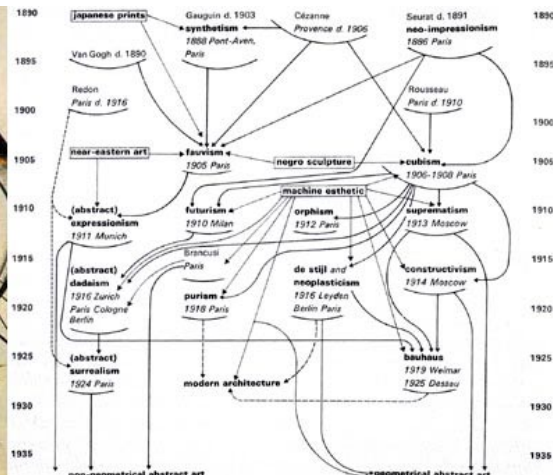 1890
japanese prints
Gauguin d. 1903
synthetism
1888 Pont-Aven,
Paris
Cézanne
Provence d. 1906
Seurat d. 1891
neo-impressionism
1886 Paris
1890
Van Gogh d. 1890
1895
1895
Redon
Paris d. 1916
Rousseau
Paris d. 1910
1900
1900
near-eastern art
fauvism
1905 Paris
negro sculpture
cubism
1906-1908 Paris
1905
1905
machine esthetic
1910
(abstract)
expressionism
1911 Munich
futurism
1910 Milan
orphism
1912 Paris
suprematism
1913 Moscow
1910
Brancusi
Paris
1915
(abstract)
dadaism
1916 Zurich
Paris Cologne
Berlin
purism
1918 Paris
de stijl and
neoplasticism
1916 Leyden
Berlin Paris
constructivism
1914 Moscow
1915
1920
1920
1925
(abstract)
surrealism
1924 Paris
modern architecture
bauhaus
1919 Weimar
1925 Dessau
1925
1930
1930
1935
1935
non-geometrical abstract art
geometrical abstract art